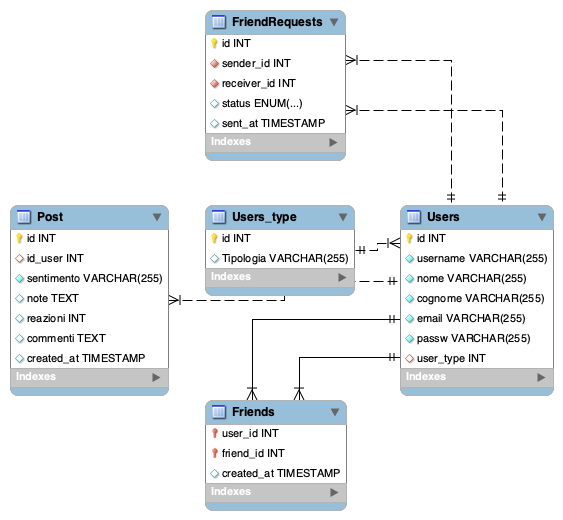 FriendRequests
id INT
sender_id INT
receiver_id INT
status ENUM(...)
sent_at TIMESTAMP
Indexes
Post
id INT
id_user INT
sentimento VARCHAR(255)
note TEXT
reazioni INT
commenti TEXT
created_at TIMESTAMP
Indexes
Users_type
id INT
Tipologia VARCHAR(255)
Indexes
Users
id INT
username VARCHAR(255)
nome VARCHAR(255)
cognome VARCHAR(255)
email VARCHAR(255)
passw VARCHAR(255)
user_type INT
Indexes
Friends
user_id INT
friend_id INT
created_at TIMESTAMP
Indexes